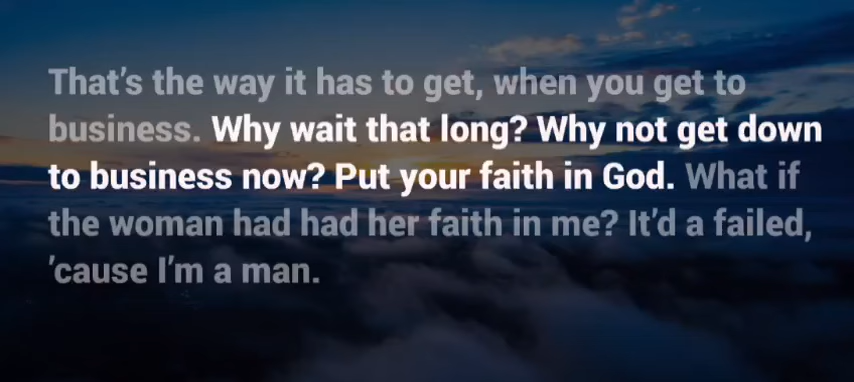 That's the way it has to get, when you get to
business. Why wait that long? Why not get down
to business now? Put your faith in God. What if
the woman had had her faith in me? It'd a failed,
'cause I'm a man.